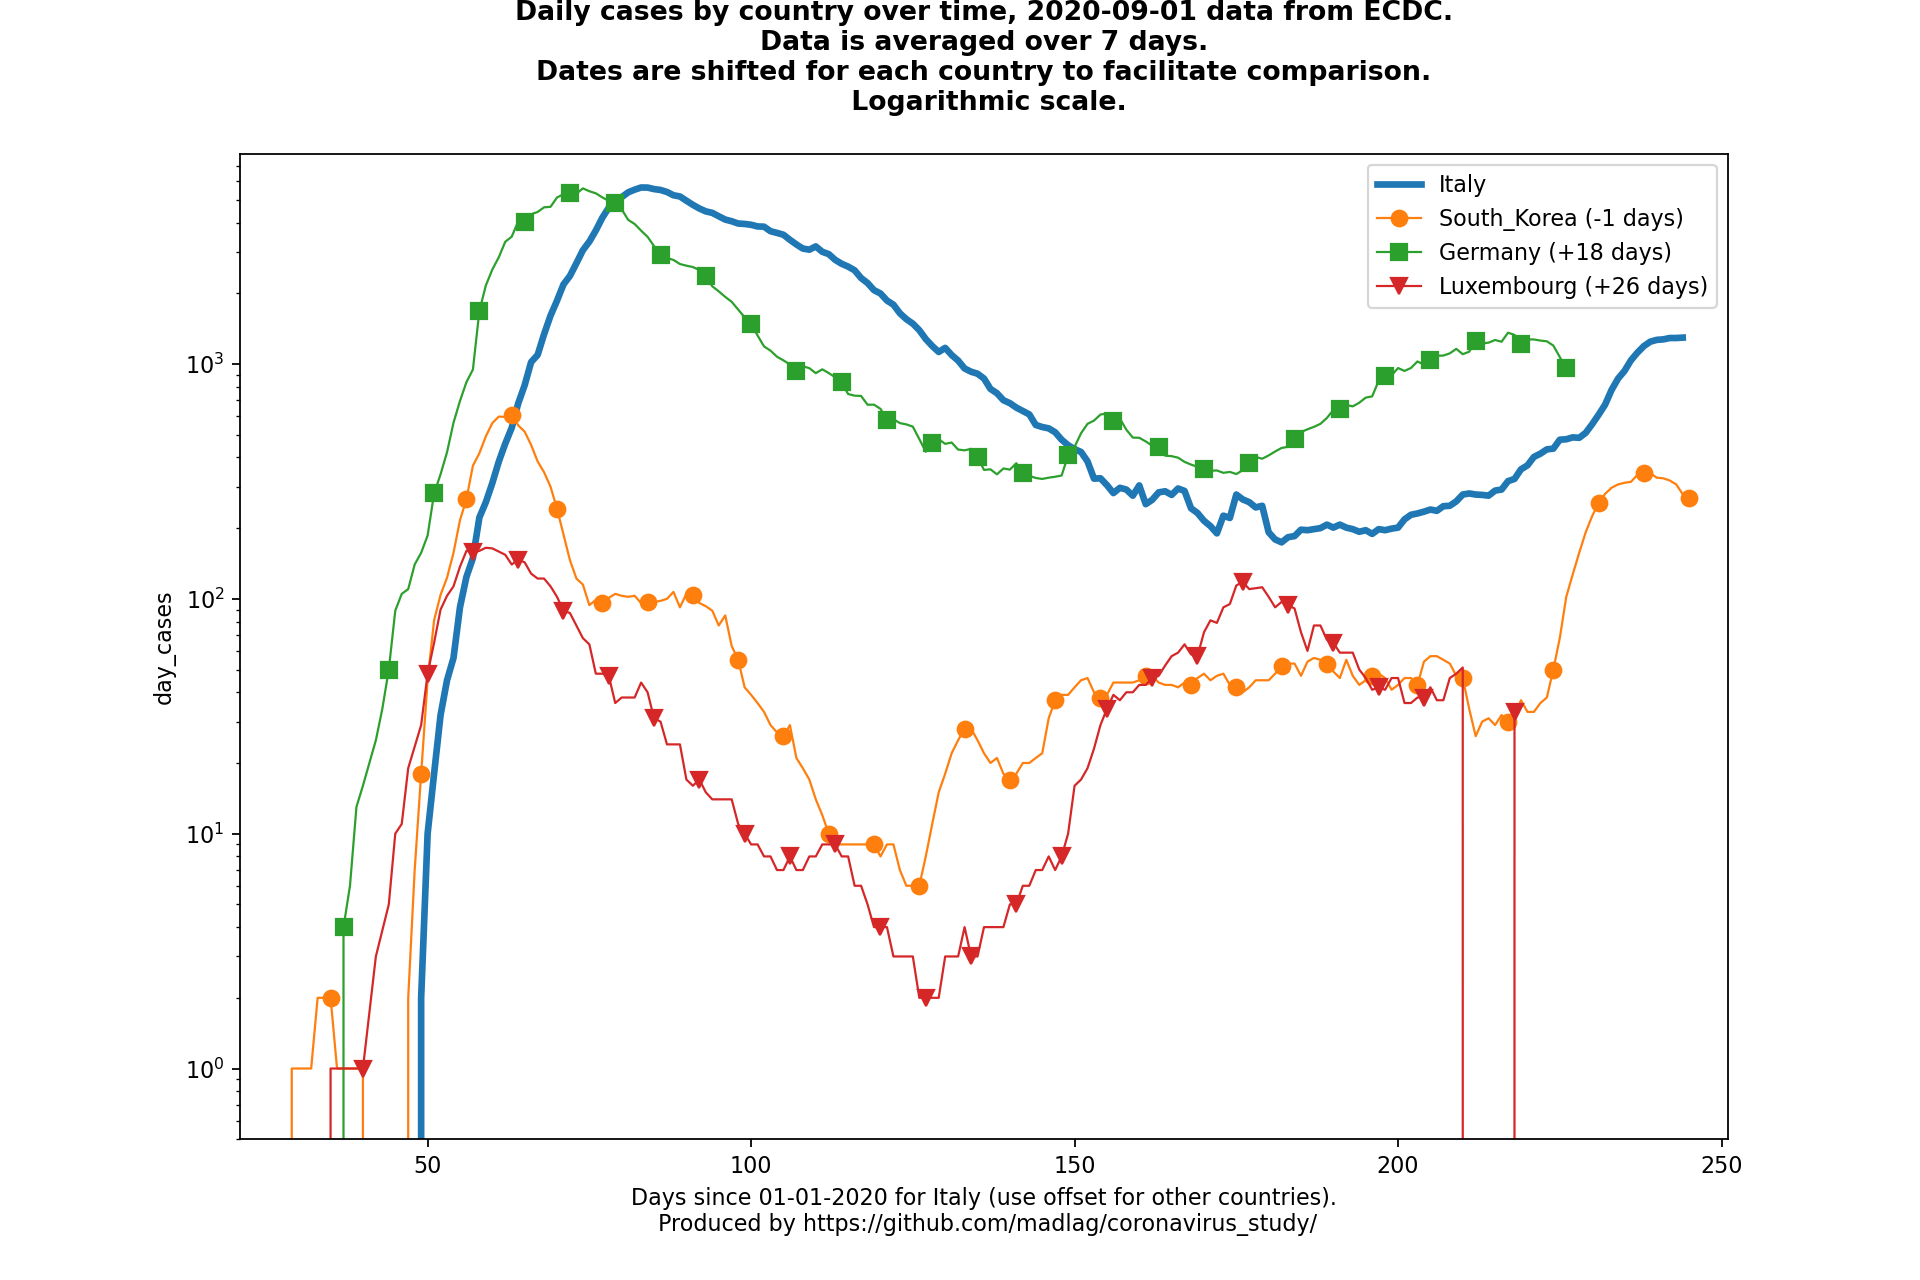 Daily cases by country over time, 2020-09-01 data from ECDC.
Data is averaged over 7 days.
Dates are shifted for each country to facilitate comparison.
Logarithmic scale.
Italy
South_Korea (-1 days)
Germany (+18 days)
Luxembourg (+26 days)
day_cases
10³
10²
10¹
10⁰
50 100 150 200 250
Days since 01-01-2020 for Italy (use offset for other countries).
Produced by https://github.com/madlag/coronavirus_study/